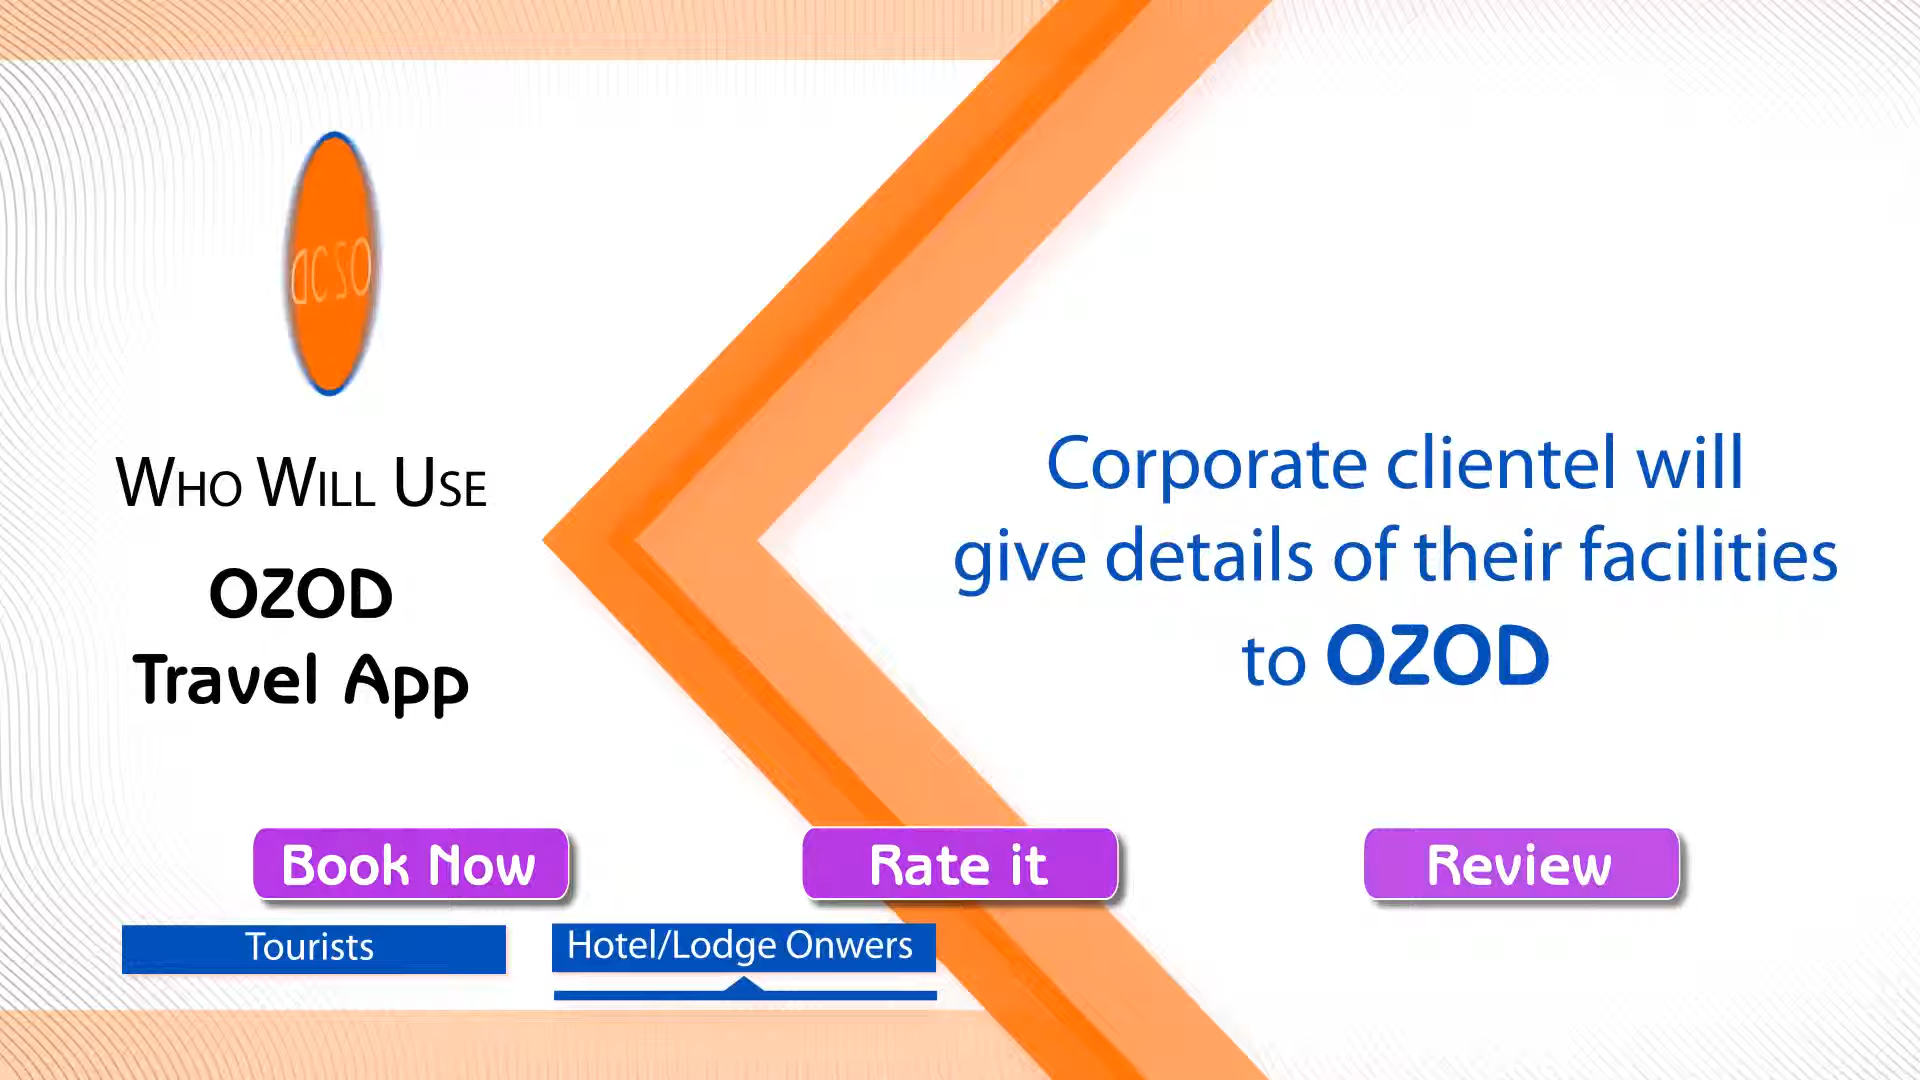 WHO WILL USE
OZOD
Travel App
Corporate clientel will
give details of their facilities
to OZOD
Book Now
Rate it
Review
Tourists
Hotel/Lodge Onwers